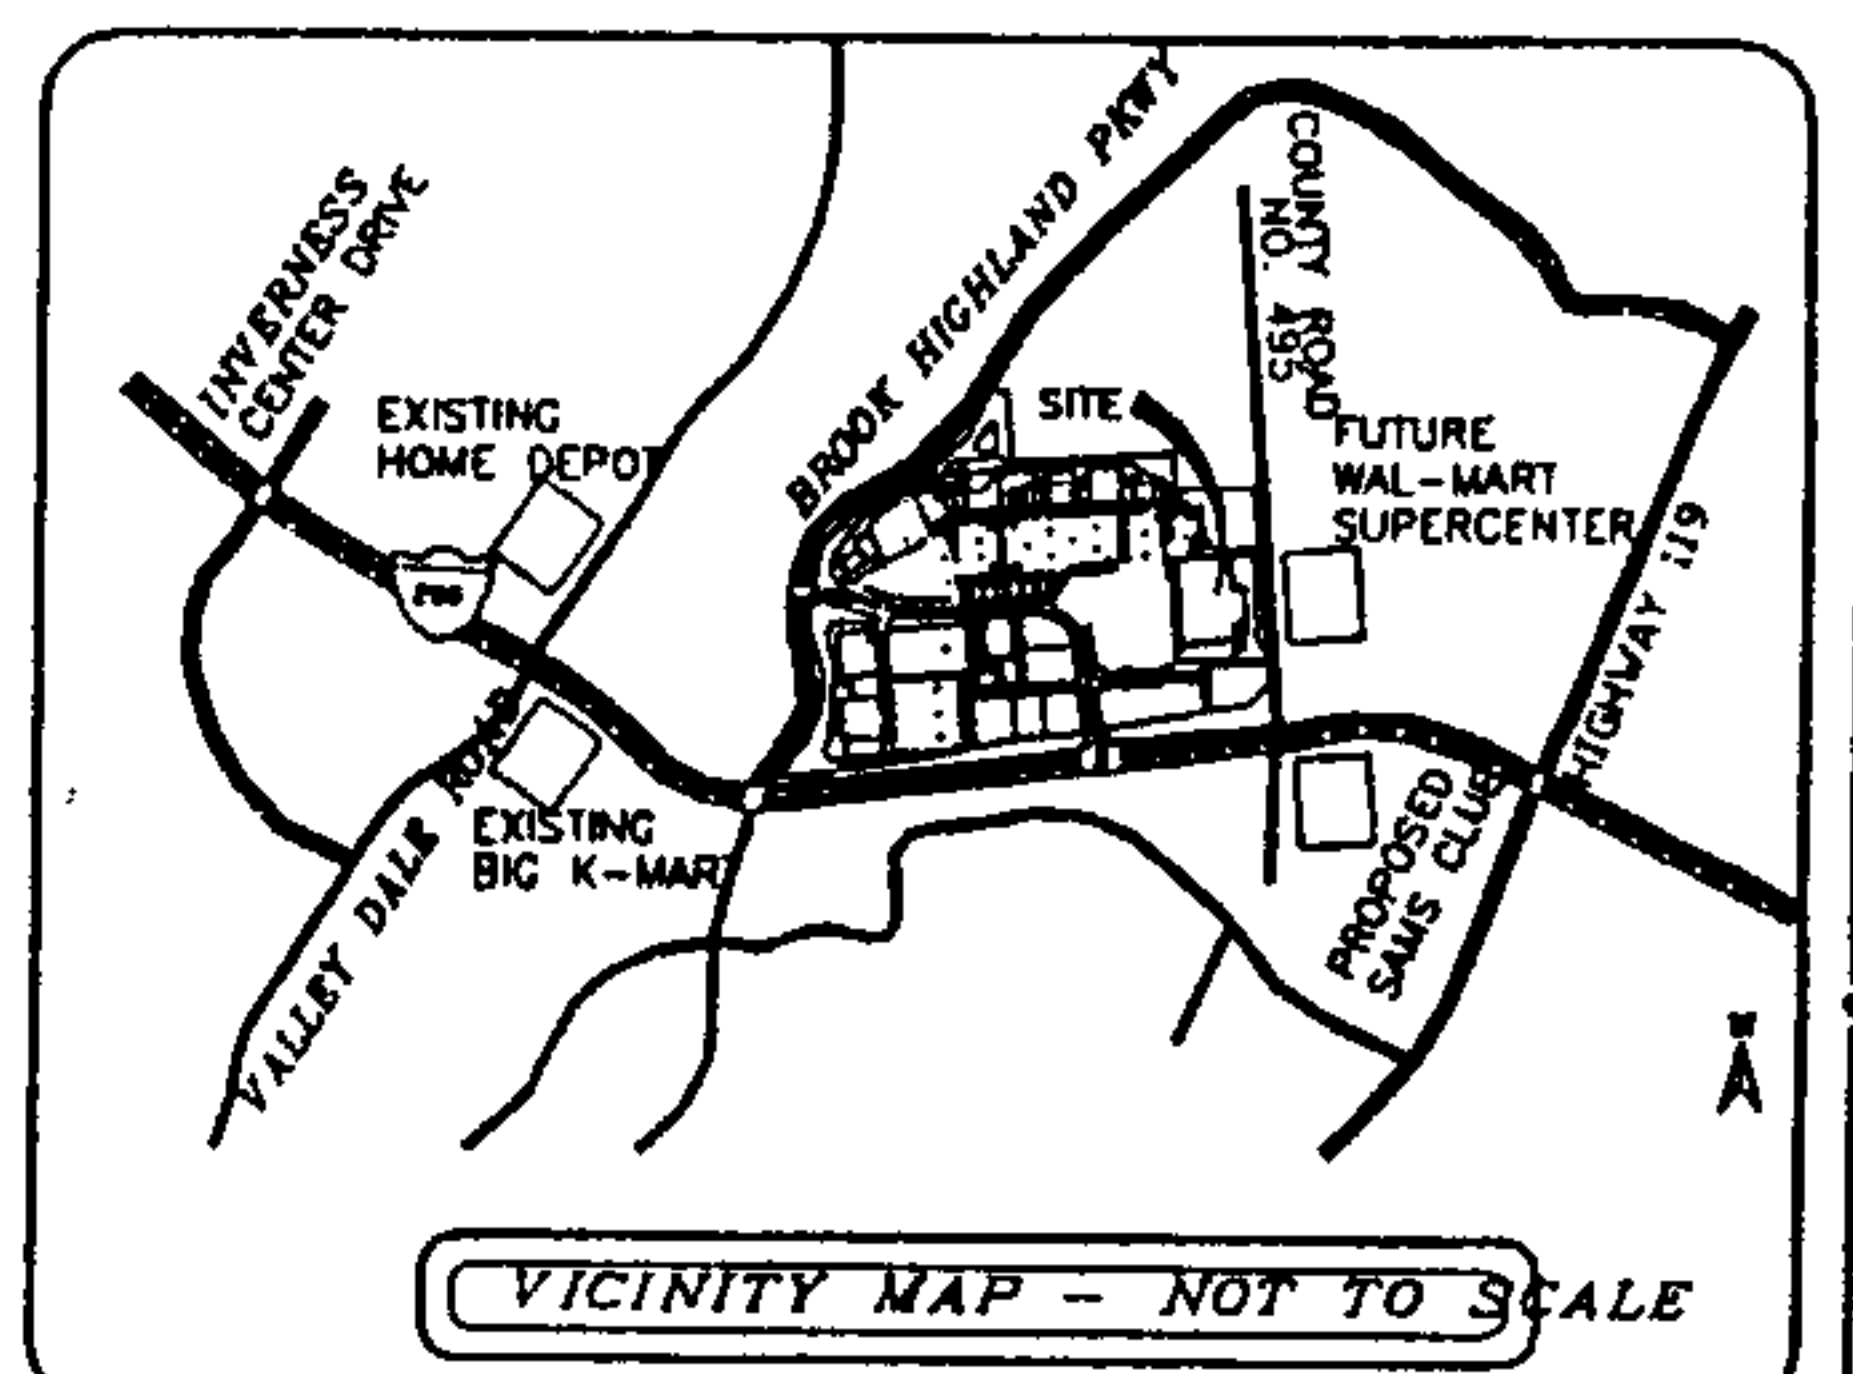 INVERNESS
CENTER DRIVE
EXISTING
HOME DEPOT
BROOK HIGHLAND PKWY
COUNTY ROAD
NO. 495
SITE
FUTURE
WAL-MART
SUPERCENTER
HIGHWAY 119
VALLEY DALE ROAD
EXISTING
BIG K-MART
PROPOSED
SAMS CLUB
VICINITY MAP - NOT TO SCALE